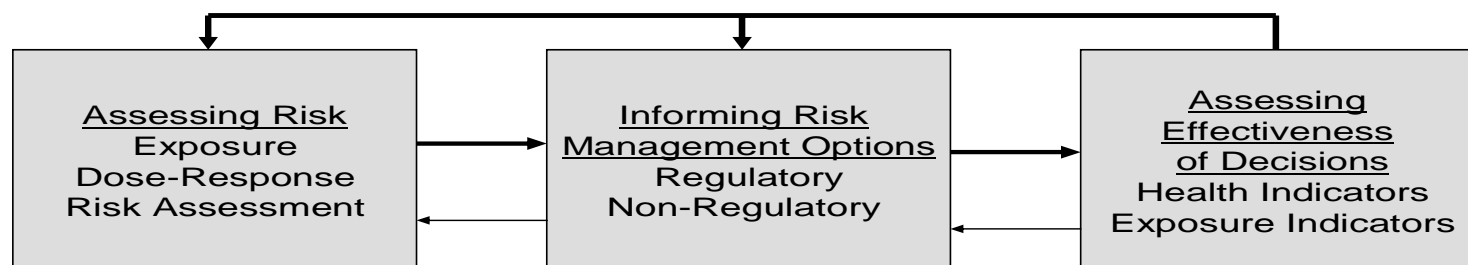 Assessing Risk
Exposure
Dose-Response
Risk Assessment
Informing Risk
Management Options
Regulatory
Non-Regulatory
Assessing
Effectiveness
of Decisions
Health Indicators
Exposure Indicators